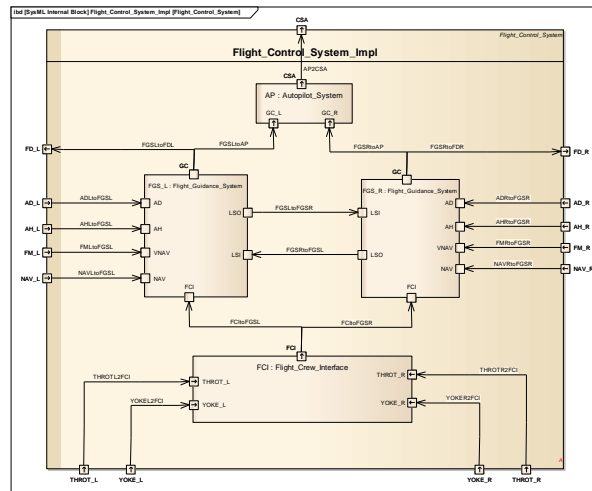 ibd [SysML Internal Block] Flight_Control_System_Impl [Flight_Control_System]
CSA
Flight_Control_System
Flight_Control_System_Impl
AP2CSA
CSA
AP : Autopilot_System
GC_L
GC_R
FD_L
FGSLtoFDL
FGSLtoAP
FGSRtoAP
FGSRtoFDR
FD_R
GC
GC
FGS_L : Flight_Guidance_System
FGS_R : Flight_Guidance_System
AD_L
ADLtoFGSL
AD
LSO
FGSLtoFGSR
LSI
AD
ADRtoFGSR
AD_R
AH_L
AHLtoFGSL
AH
AH
AHRtoFGSR
AH_R
FM_L
FMLtoFGSL
VNAV
LSI
FGSRtoFGSL
LSO
VNAV
FMRtoFGSR
FM_R
NAV_L
NAVLtoFGSL
NAV
NAV
NAVRtoFGSR
NAV_R
FCI
FCI
FCItoFGSL
FCItoFGSR
FCI
FCI : Flight_Crew_Interface
THROTL2FCI
THROT_L
THROT_R
THROTR2FCI
YOKEL2FCI
YOKE_L
YOKE_R
YOKER2FCI
THROT_L
YOKE_L
YOKE_R
THROT_R